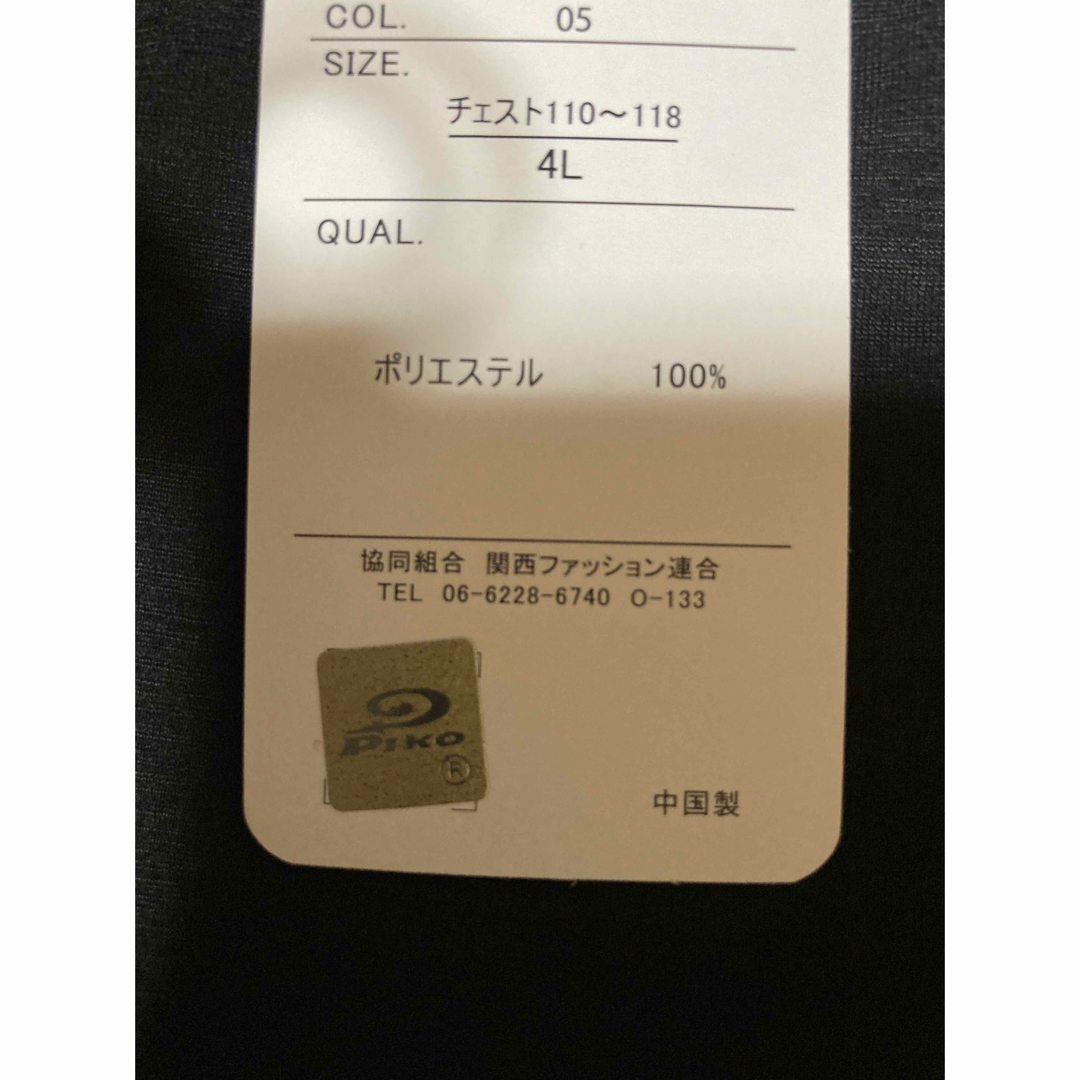 COL. 05
SIZE.
チェスト110～118
4L
QUAL.
ポリエステル 100%
協同組合 関西ファッション連合
TEL 06-6228-6740 O-133
PIKO
®
中国製